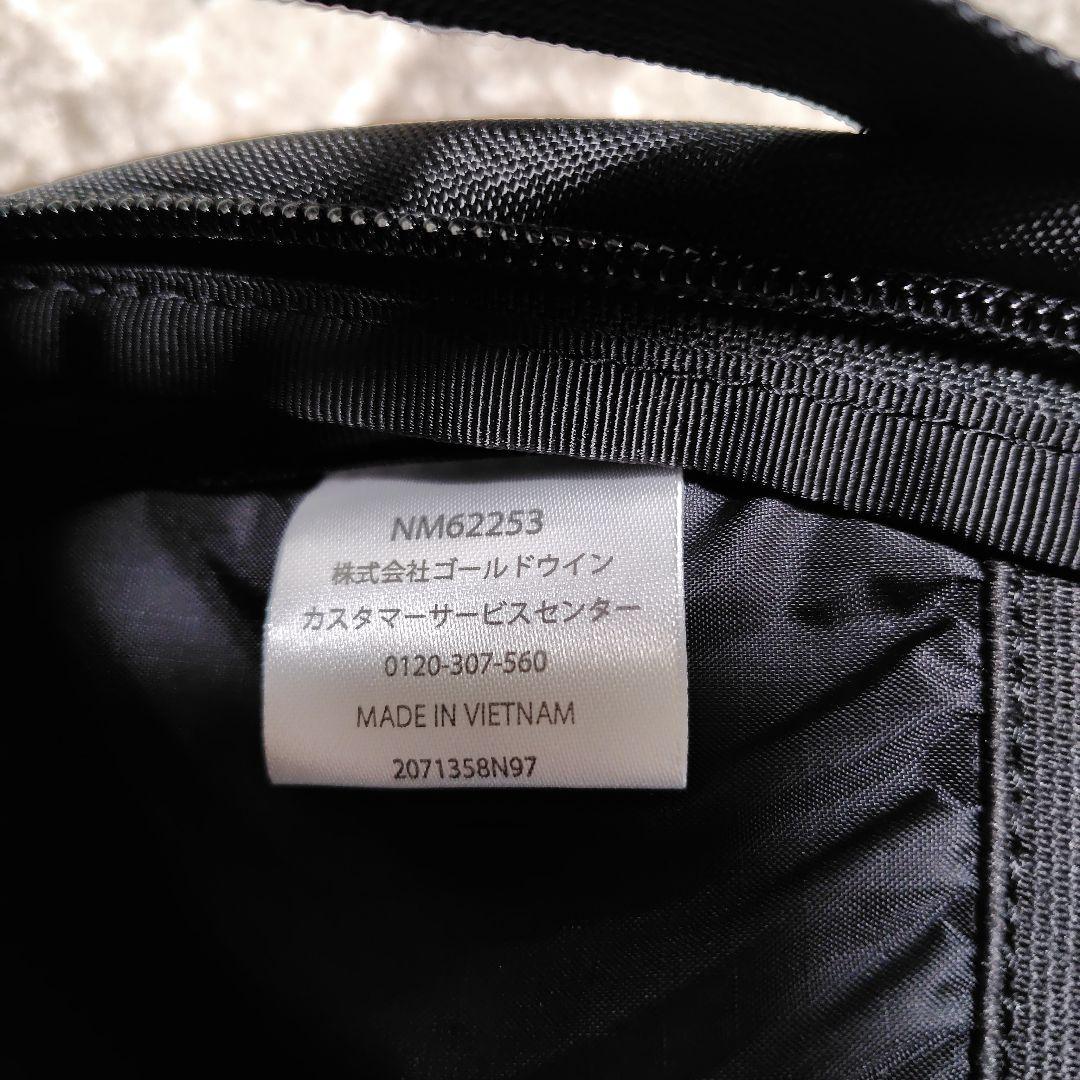 NM62253
株式会社ゴールドウイン
カスタマーサービスセンター
0120-307-560
MADE IN VIETNAM
2071358N97